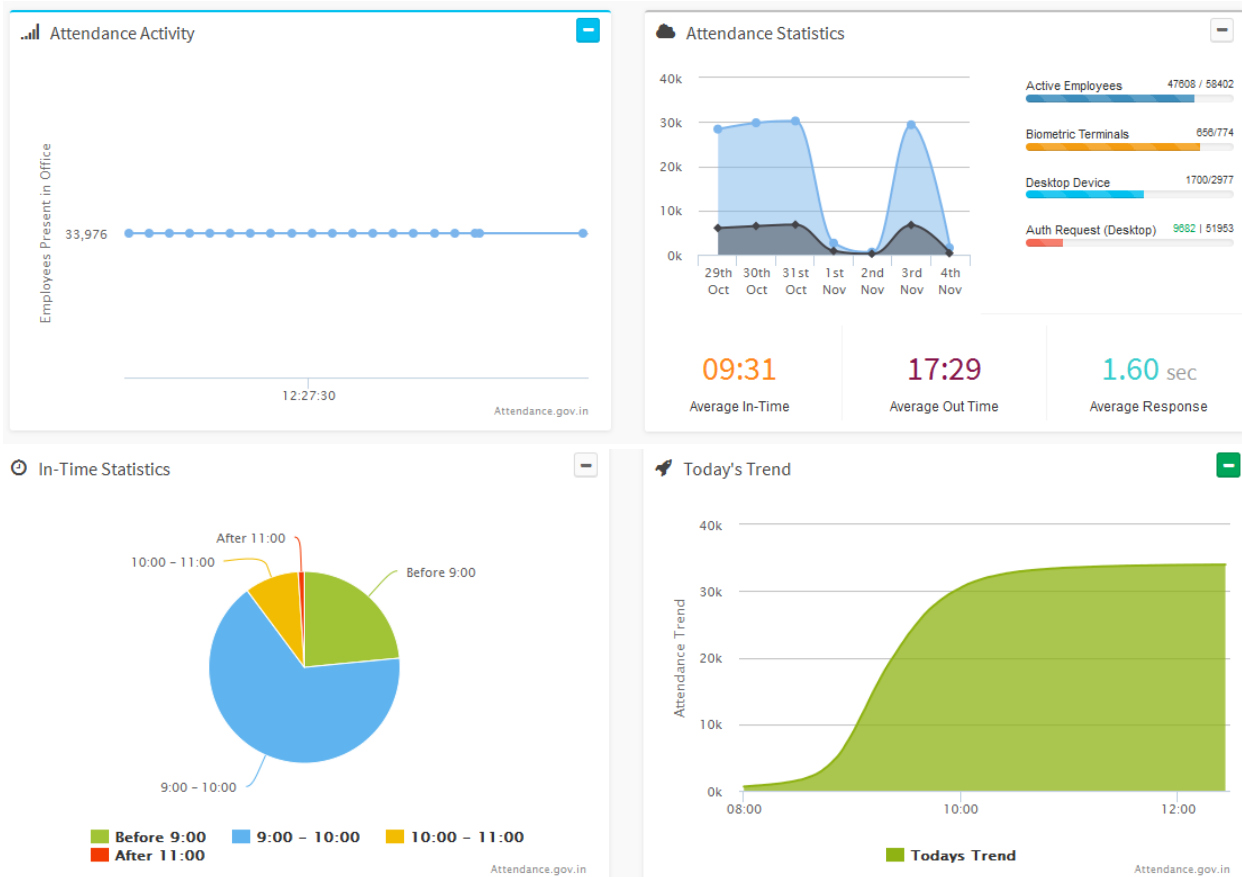 Attendance Activity
Employees Present in Office
33,976
12:27:30
Attendance.gov.in
Attendance Statistics
40k
30k
20k
10k
0k
29th Oct
30th Oct
31st Oct
1st Nov
2nd Nov
3rd Nov
4th Nov
Active Employees 47608 / 58402
Biometric Terminals 656/774
Desktop Device 1700/2977
Auth Request (Desktop) 9682 | 51953
09:31
Average In-Time
17:29
Average Out Time
1.60 sec
Average Response
In-Time Statistics
After 11:00
10:00 – 11:00
Before 9:00
9:00 – 10:00
Before 9:00 9:00 – 10:00 10:00 – 11:00
After 11:00
Attendance.gov.in
Today's Trend
Attendance Trend
40k
30k
20k
10k
0k
08:00 10:00 12:00
Todays Trend
Attendance.gov.in